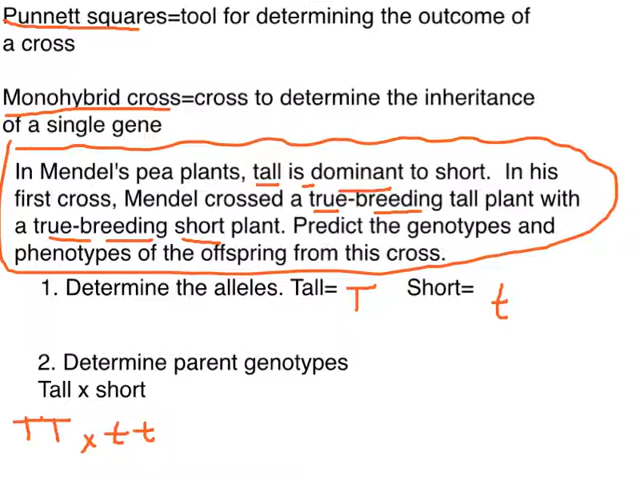 Punnett squares=tool for determining the outcome of
a cross
Monohybrid cross=cross to determine the inheritance
of a single gene
In Mendel's pea plants, tall is dominant to short.  In his
first cross, Mendel crossed a true-breeding tall plant with
a true-breeding short plant. Predict the genotypes and
phenotypes of the offspring from this cross.
1. Determine the alleles. Tall= T Short= t
2. Determine parent genotypes
Tall x short
TT x tt